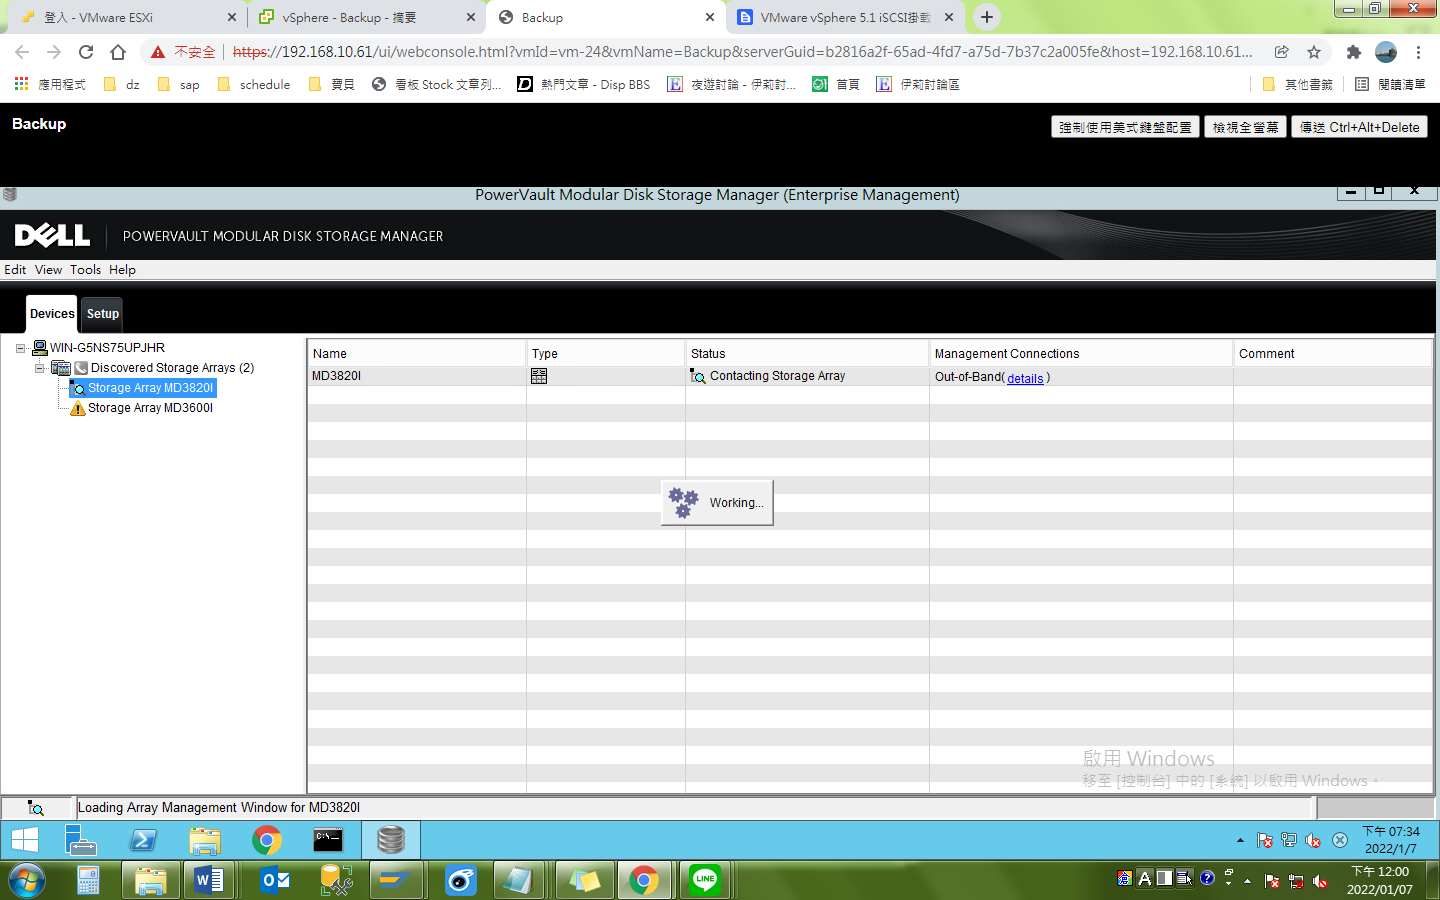 登入 - VMware ESXi
vSphere - Backup - 摘要
Backup
VMware vSphere 5.1 iSCSI掛載
不安全
https://192.168.10.61/ui/webconsole.html?vmId=vm-24&vmName=Backup&serverGuid=b2816a2f-65ad-4fd7-a75d-7b37c2a005fe&host=192.168.10.61...
應用程式
dz
sap
schedule
寶貝
看板 Stock 文章列...
熱門文章 - Disp BBS
夜遊討論 - 伊莉討...
首頁
伊莉討論區
其他書籤
閱讀清單
Backup
強制使用美式鍵盤配置
檢視全螢幕
傳送 Ctrl+Alt+Delete
PowerVault Modular Disk Storage Manager (Enterprise Management)
DELL
POWERVAULT MODULAR DISK STORAGE MANAGER
Edit View Tools Help
Devices
Setup
WIN-G5NS75UPJHR
Discovered Storage Arrays (2)
Storage Array MD3820I
Storage Array MD3600I
Name
Type
Status
Management Connections
Comment
MD3820I
Contacting Storage Array
Out-of-Band( details )
Working...
啟用 Windows
移至 [控制台] 中的 [系統] 以啟用 Windows。
Loading Array Management Window for MD3820I
下午 07:34
2022/1/7
下午 12:00
2022/01/07